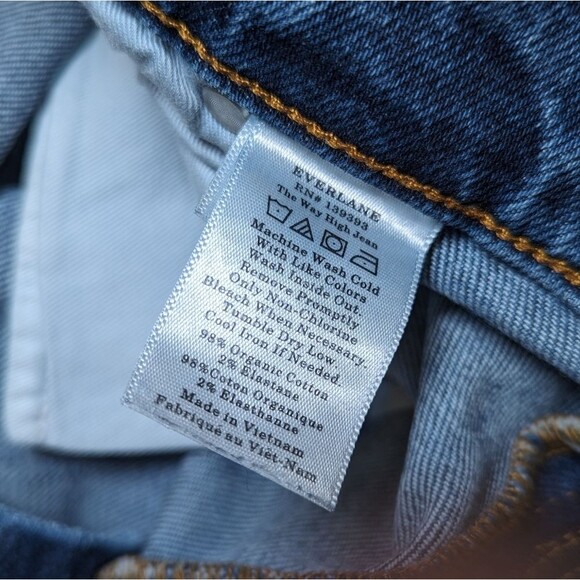 EVERLANE
RN# 139393
The Way High Jean
Machine Wash Cold
With Like Colors
Wash Inside Out.
Remove Promptly
Only Non-Chlorine
Bleach When Necessary.
Tumble Dry Low
Cool Iron If Needed.
98% Organic Cotton
2% Elastane
98%Coton Organique
2% Elasthanne
Made in Vietnam
Fabriqué au Việt-Nam